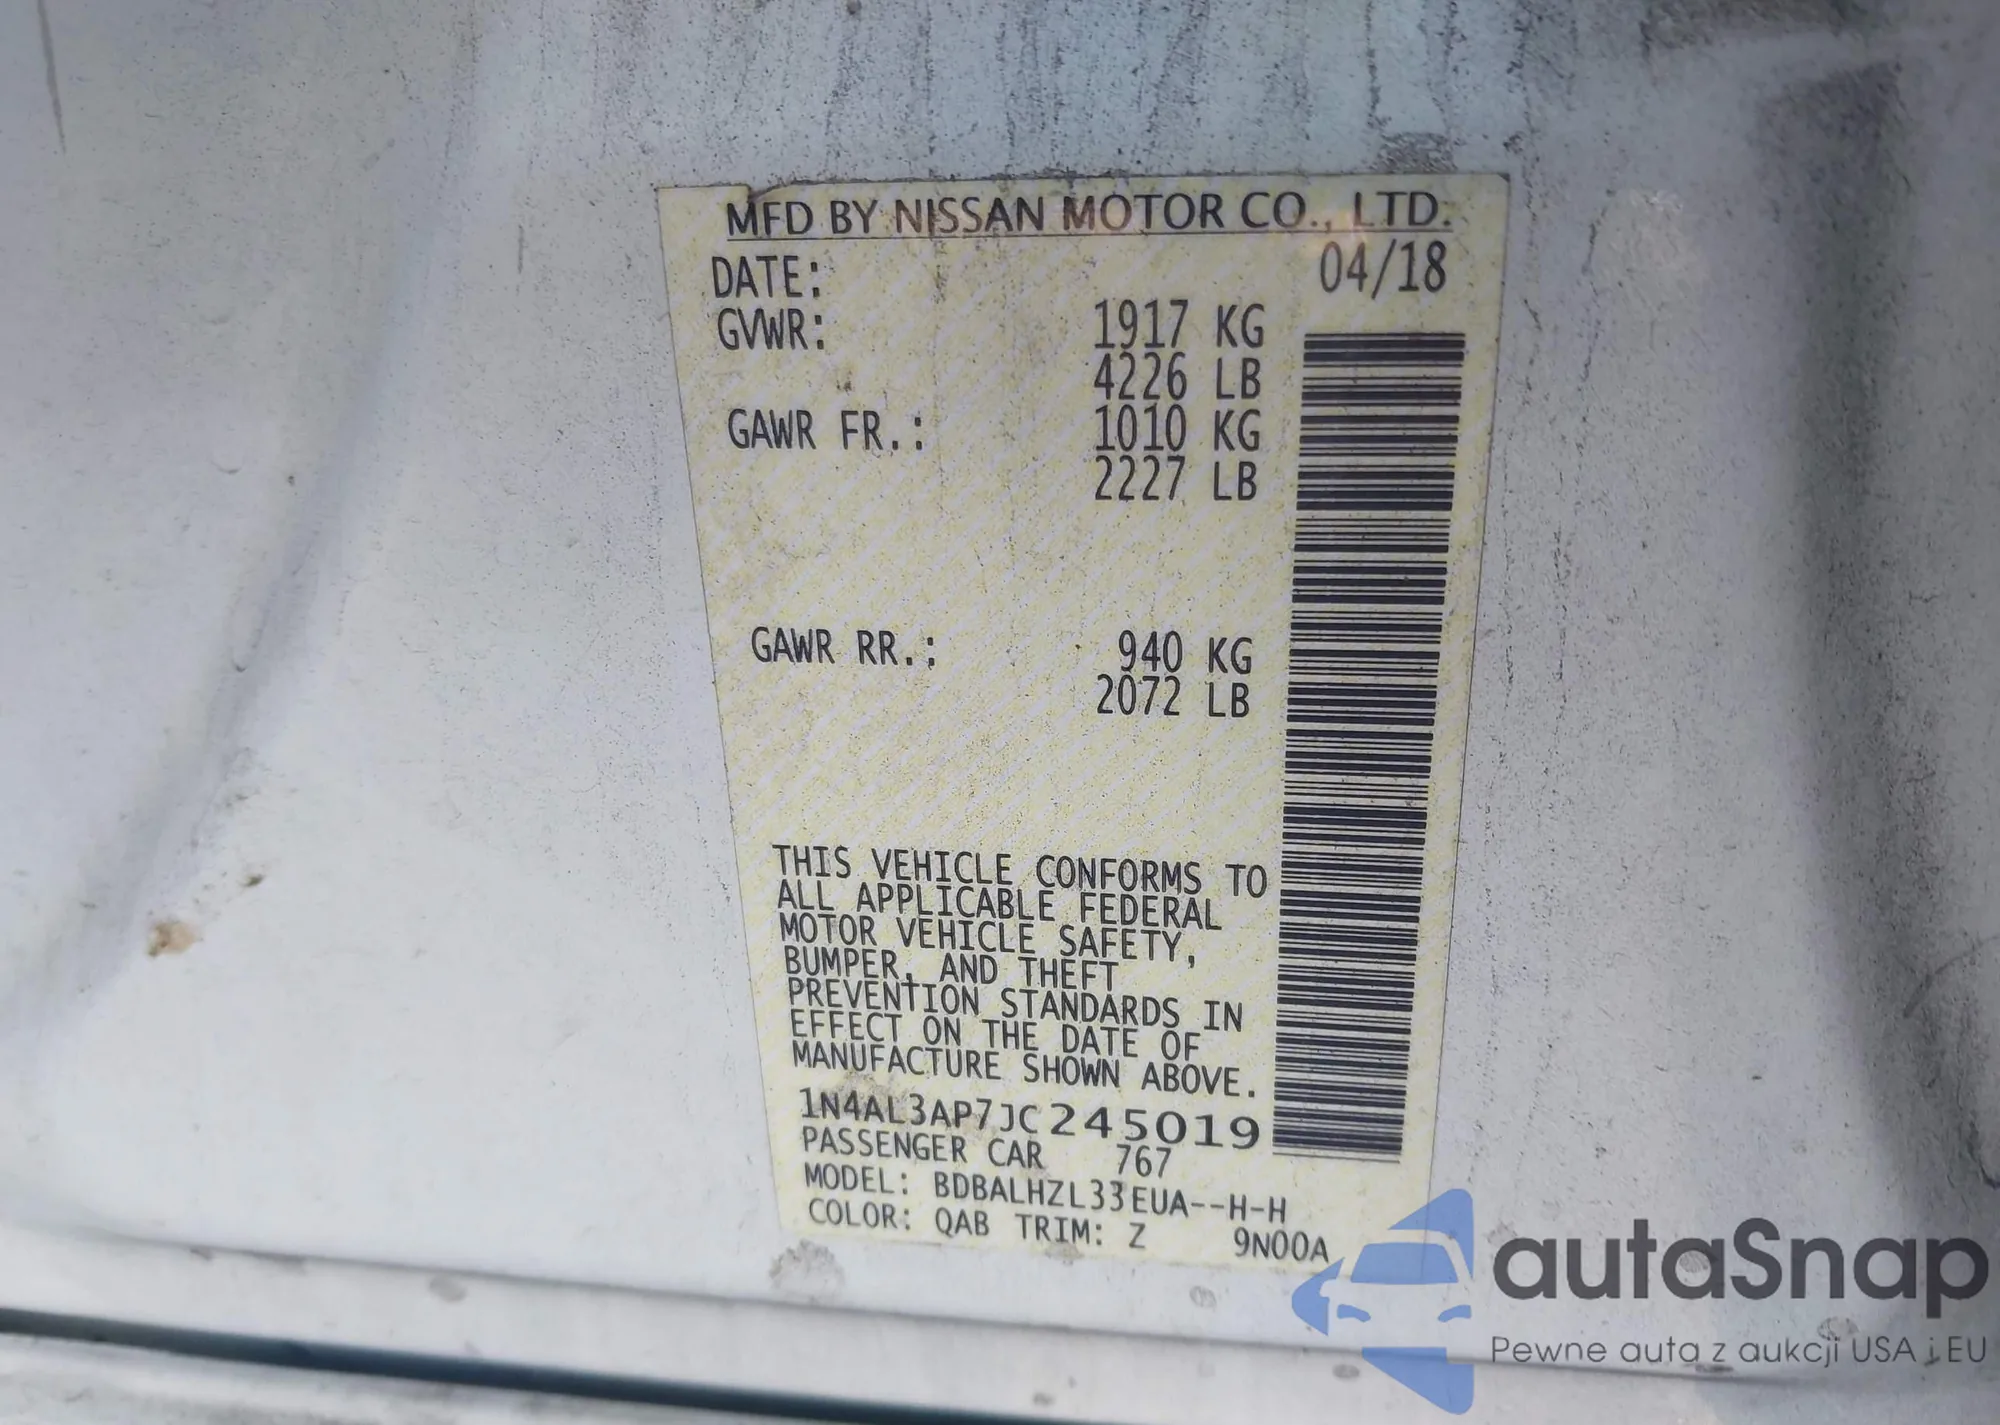 MFD BY NISSAN MOTOR CO., LTD.
DATE: 04/18
GVWR: 1917 KG
4226 LB
GAWR FR.: 1010 KG
2227 LB
GAWR RR.: 940 KG
2072 LB
THIS VEHICLE CONFORMS TO
ALL APPLICABLE FEDERAL
MOTOR VEHICLE SAFETY,
BUMPER, AND THEFT
PREVENTION STANDARDS IN
EFFECT ON THE DATE OF
MANUFACTURE SHOWN ABOVE.
1N4AL3AP7JC245019
PASSENGER CAR 767
MODEL: BDBALHZL33EUA--H-H
COLOR: QAB TRIM: Z 9N00A
autaSnap
Pewne auta z aukcji USA i EU